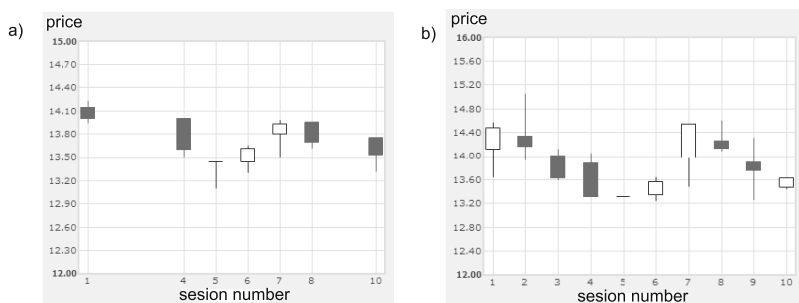 price
a)
15.00
14.70
14.40
14.10
13.80
13.50
13.20
12.90
12.60
12.30
12.00
1 4 5 6 7 8 10
sesion number
price
b)
16.00
15.60
15.20
14.80
14.40
14.00
13.60
13.20
12.80
12.40
12.00
1 2 3 4 5 6 7 8 9 10
sesion number